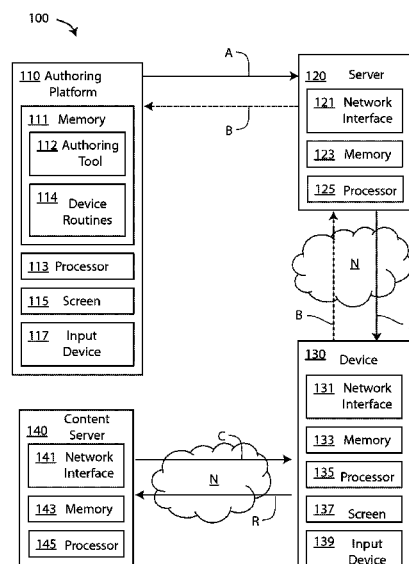 100
A
110 Authoring
Platform
111 Memory
112 Authoring
Tool
114 Device
Routines
113 Processor
115 Screen
117 Input
Device
B
120 Server
121 Network
Interface
123 Memory
125 Processor
N
B
130 Device
131 Network
Interface
133 Memory
135 Processor
137 Screen
139 Input
Device
140 Content
Server
141 Network
Interface
143 Memory
145 Processor
C
N
R